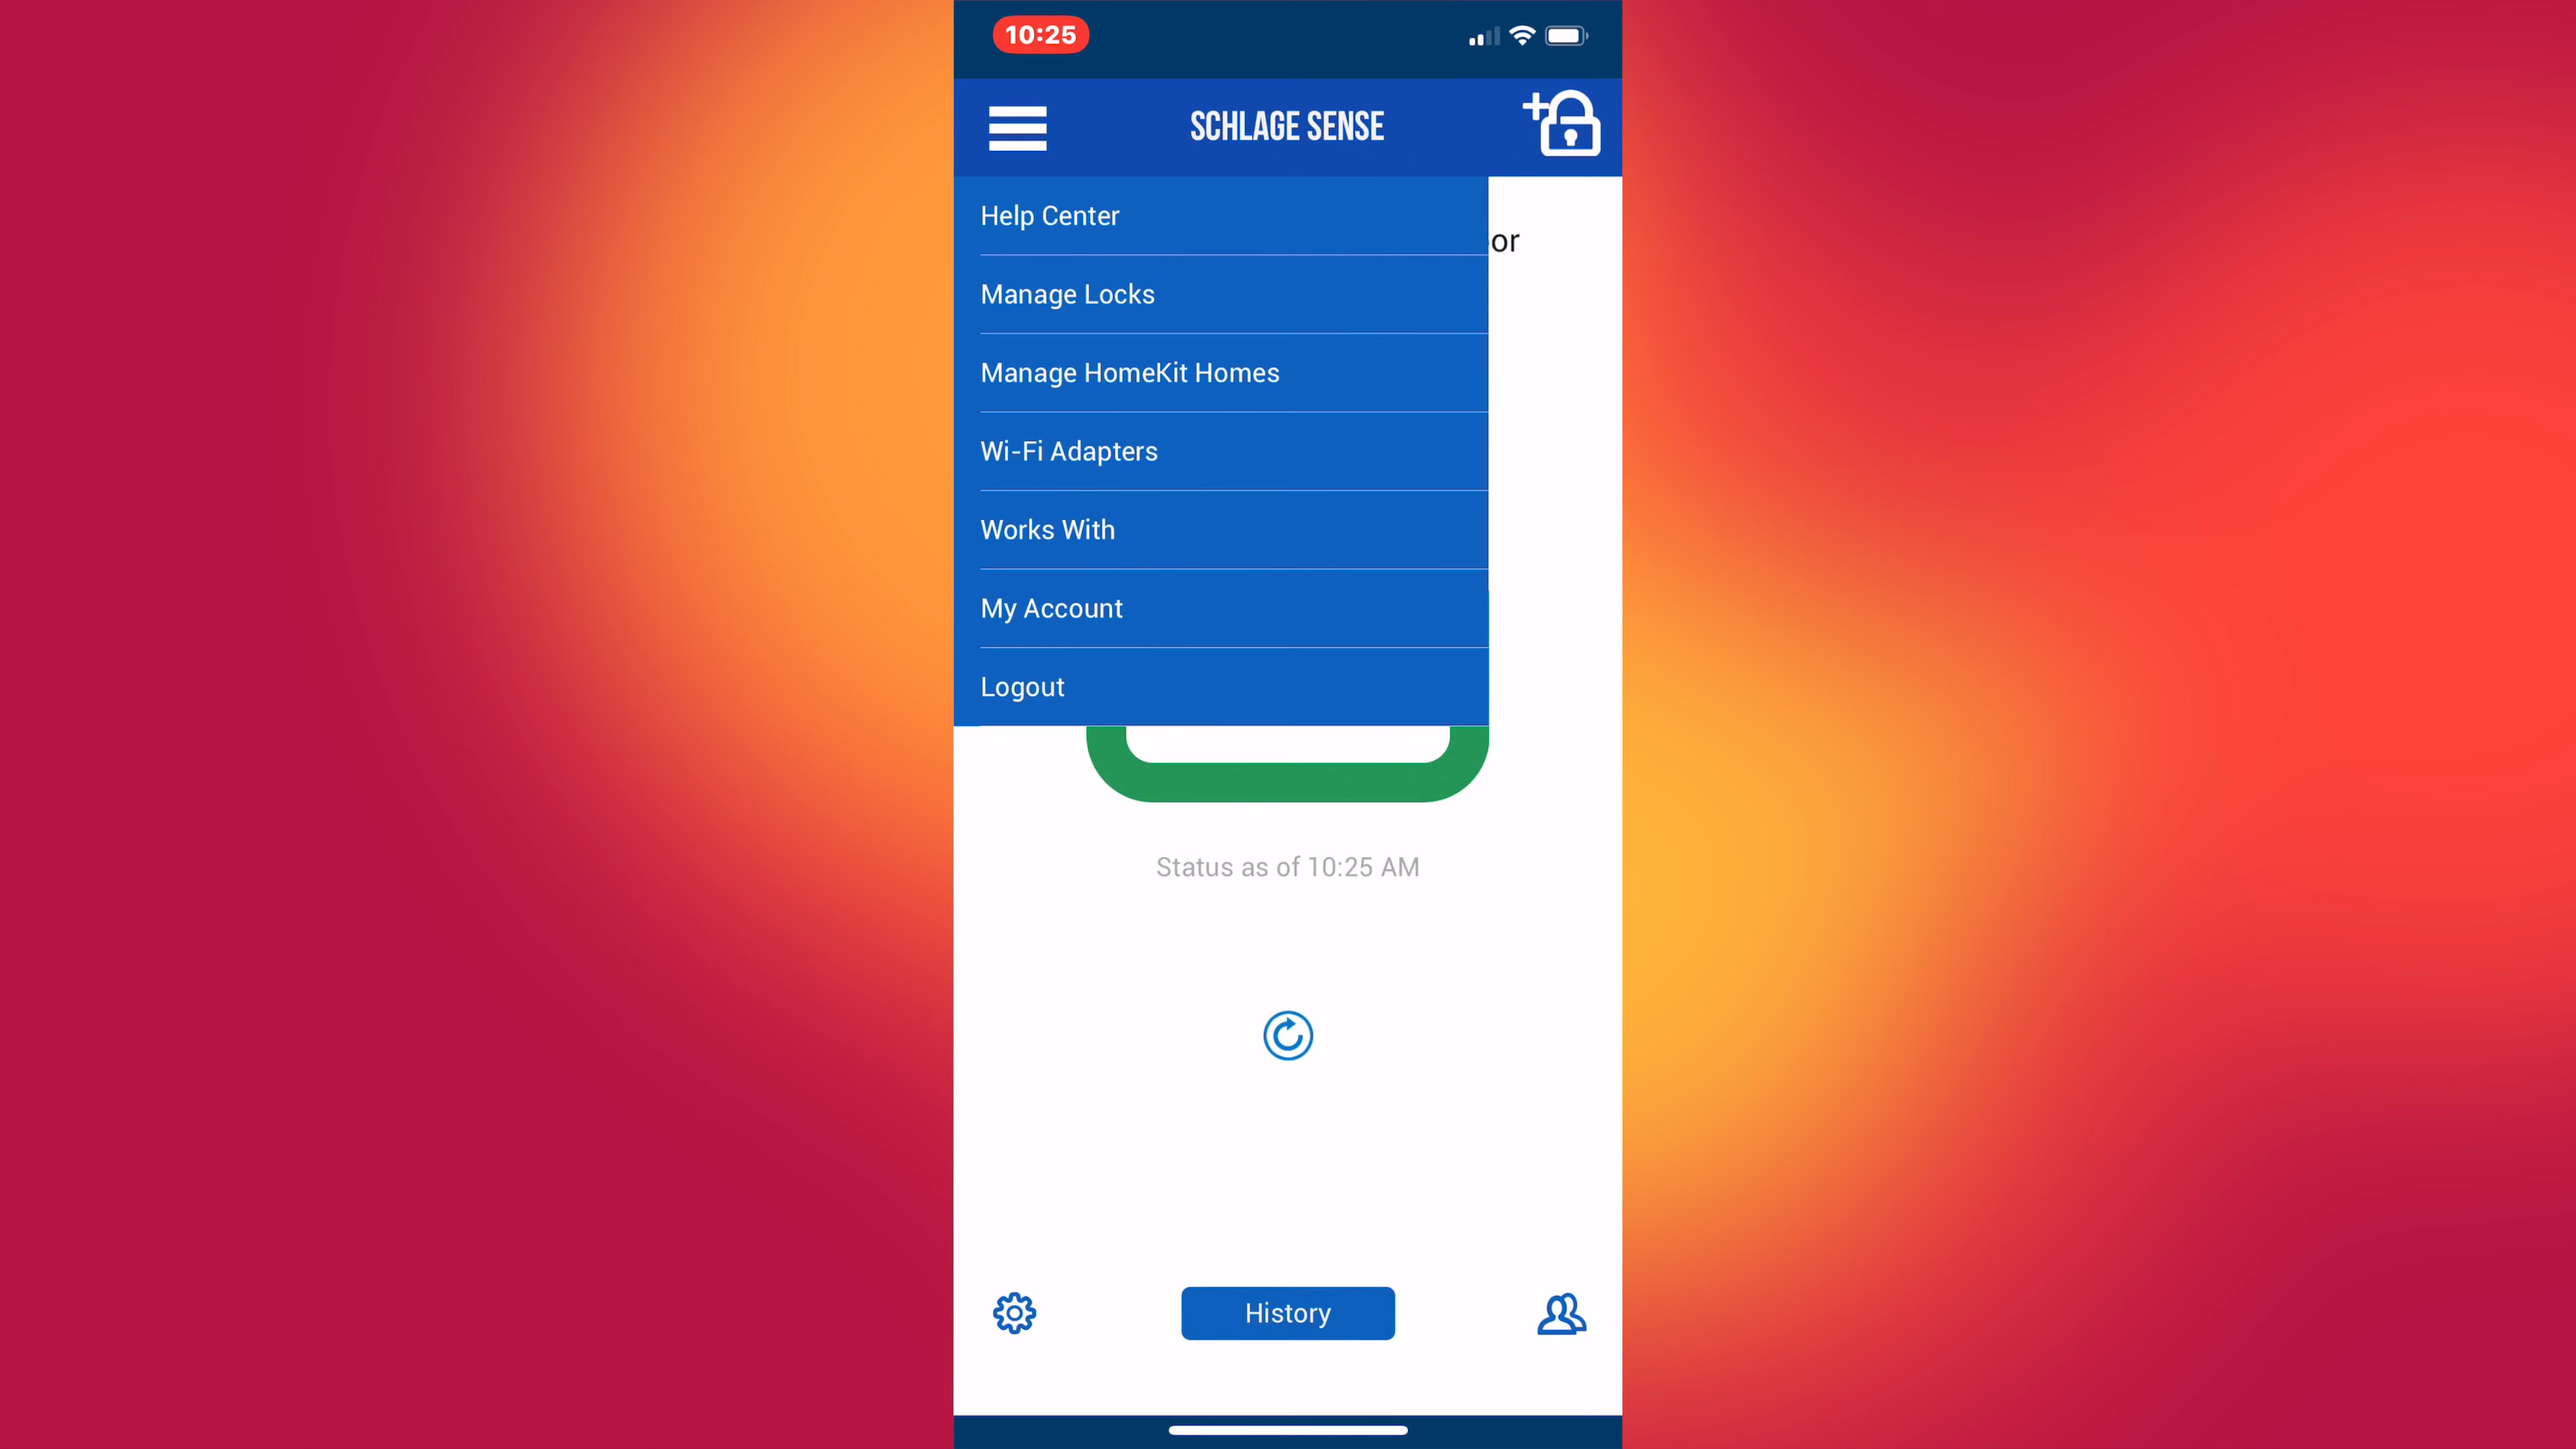 10:25
SCHLAGE SENSE
Help Center
or
Manage Locks
Manage HomeKit Homes
Wi-Fi Adapters
Works With
My Account
Logout
Status as of 10:25 AM
History